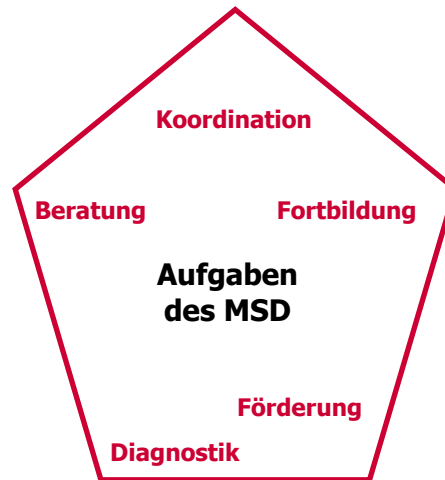 Koordination
Beratung
Fortbildung
Aufgaben
des MSD
Förderung
Diagnostik